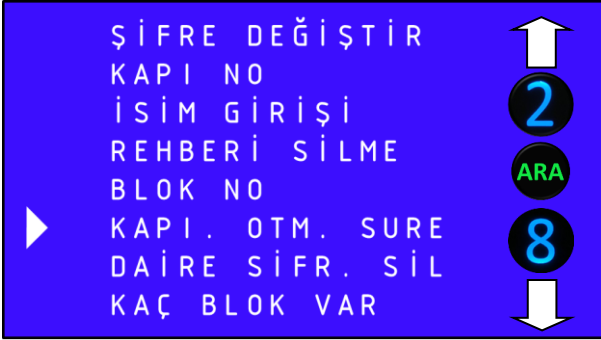 ŞİFRE DEĞİŞTİR
KAPI NO
İSİM GİRİŞİ
REHBERİ SİLME
BLOK NO
KAPI. OTM. SURE
DAİRE SİFR. SİL
KAÇ BLOK VAR
2
ARA
8